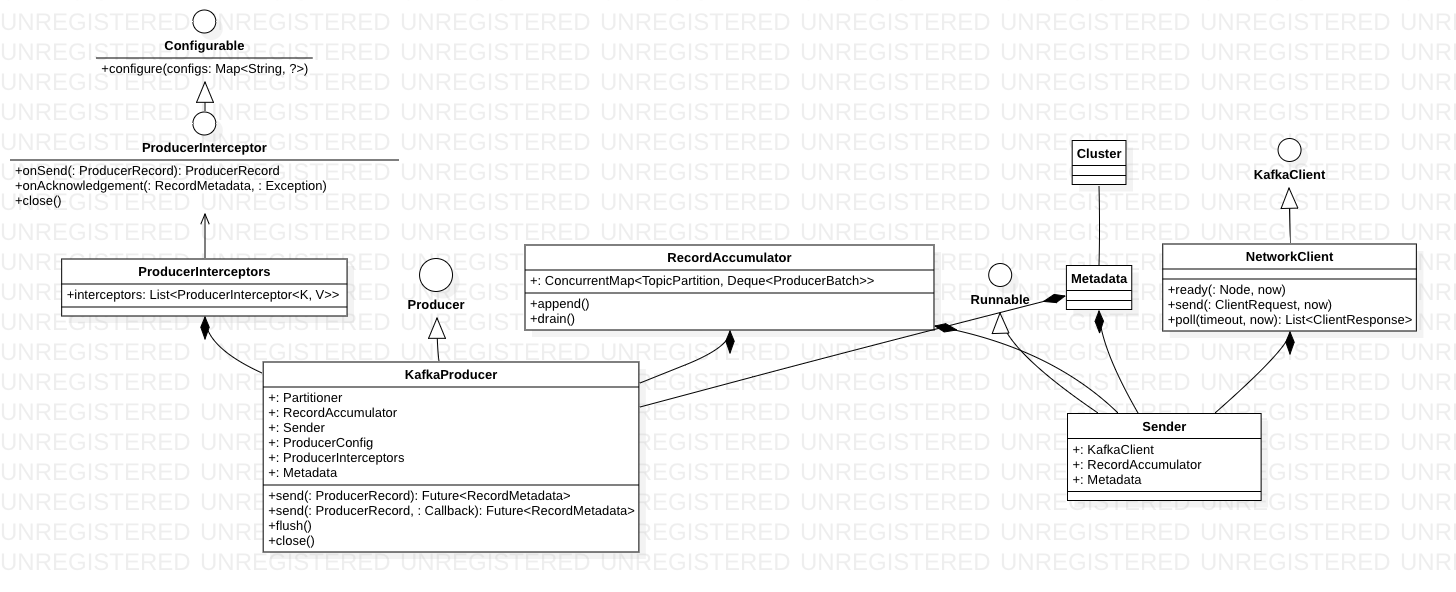 Configurable
+configure(configs: Map<String, ?>)
ProducerInterceptor
+onSend(: ProducerRecord): ProducerRecord
+onAcknowledgement(: RecordMetadata, : Exception)
+close()
ProducerInterceptors
+interceptors: List<ProducerInterceptor<K, V>>
Producer
RecordAccumulator
+: ConcurrentMap<TopicPartition, Deque<ProducerBatch>>
+append()
+drain()
Runnable
Cluster
Metadata
KafkaClient
NetworkClient
+ready(: Node, now)
+send(: ClientRequest, now)
+poll(timeout, now): List<ClientResponse>
KafkaProducer
+: Partitioner
+: RecordAccumulator
+: Sender
+: ProducerConfig
+: ProducerInterceptors
+: Metadata
+send(: ProducerRecord): Future<RecordMetadata>
+send(: ProducerRecord, : Callback): Future<RecordMetadata>
+flush()
+close()
Sender
+: KafkaClient
+: RecordAccumulator
+: Metadata
UNREGISTERED